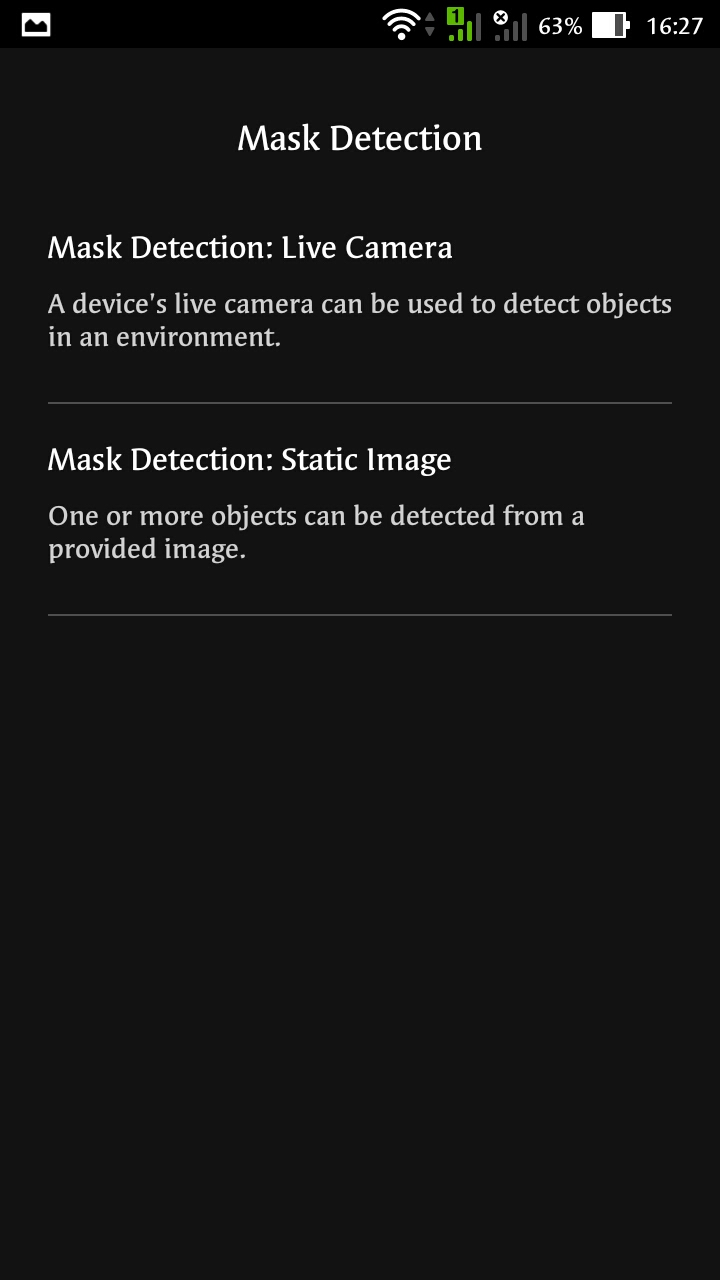 1 63% 16:27
Mask Detection
Mask Detection: Live Camera
A device's live camera can be used to detect objects
in an environment.
Mask Detection: Static Image
One or more objects can be detected from a
provided image.